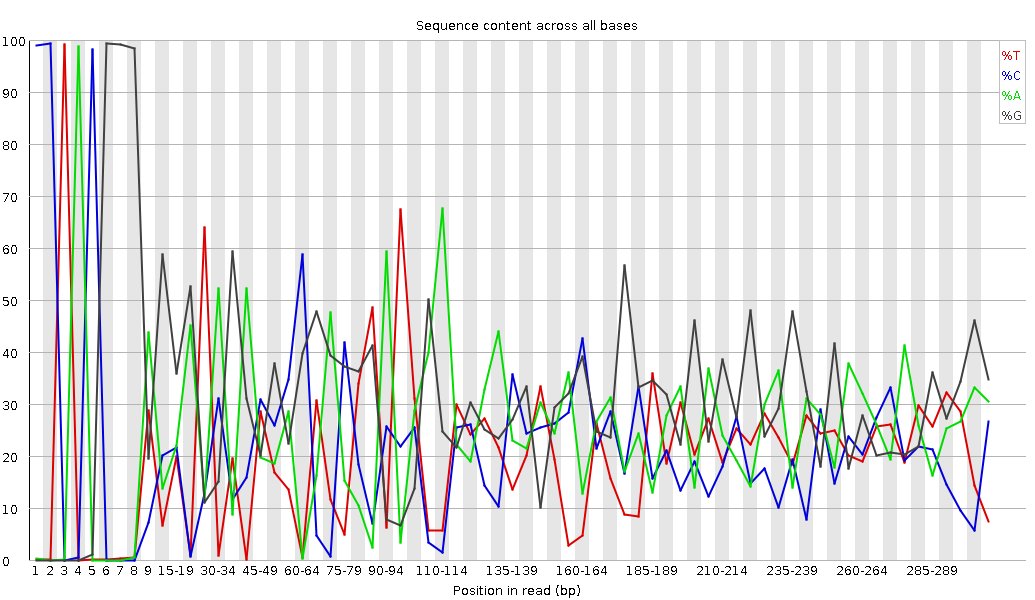 Sequence content across all bases
100
90
80
70
60
50
40
30
20
10
0
%T
%C
%A
%G
1 2 3 4 5 6 7 8 9 15-19 30-34 45-49 60-64 75-79 90-94 110-114 135-139 160-164 185-189 210-214 235-239 260-264 285-289
Position in read (bp)